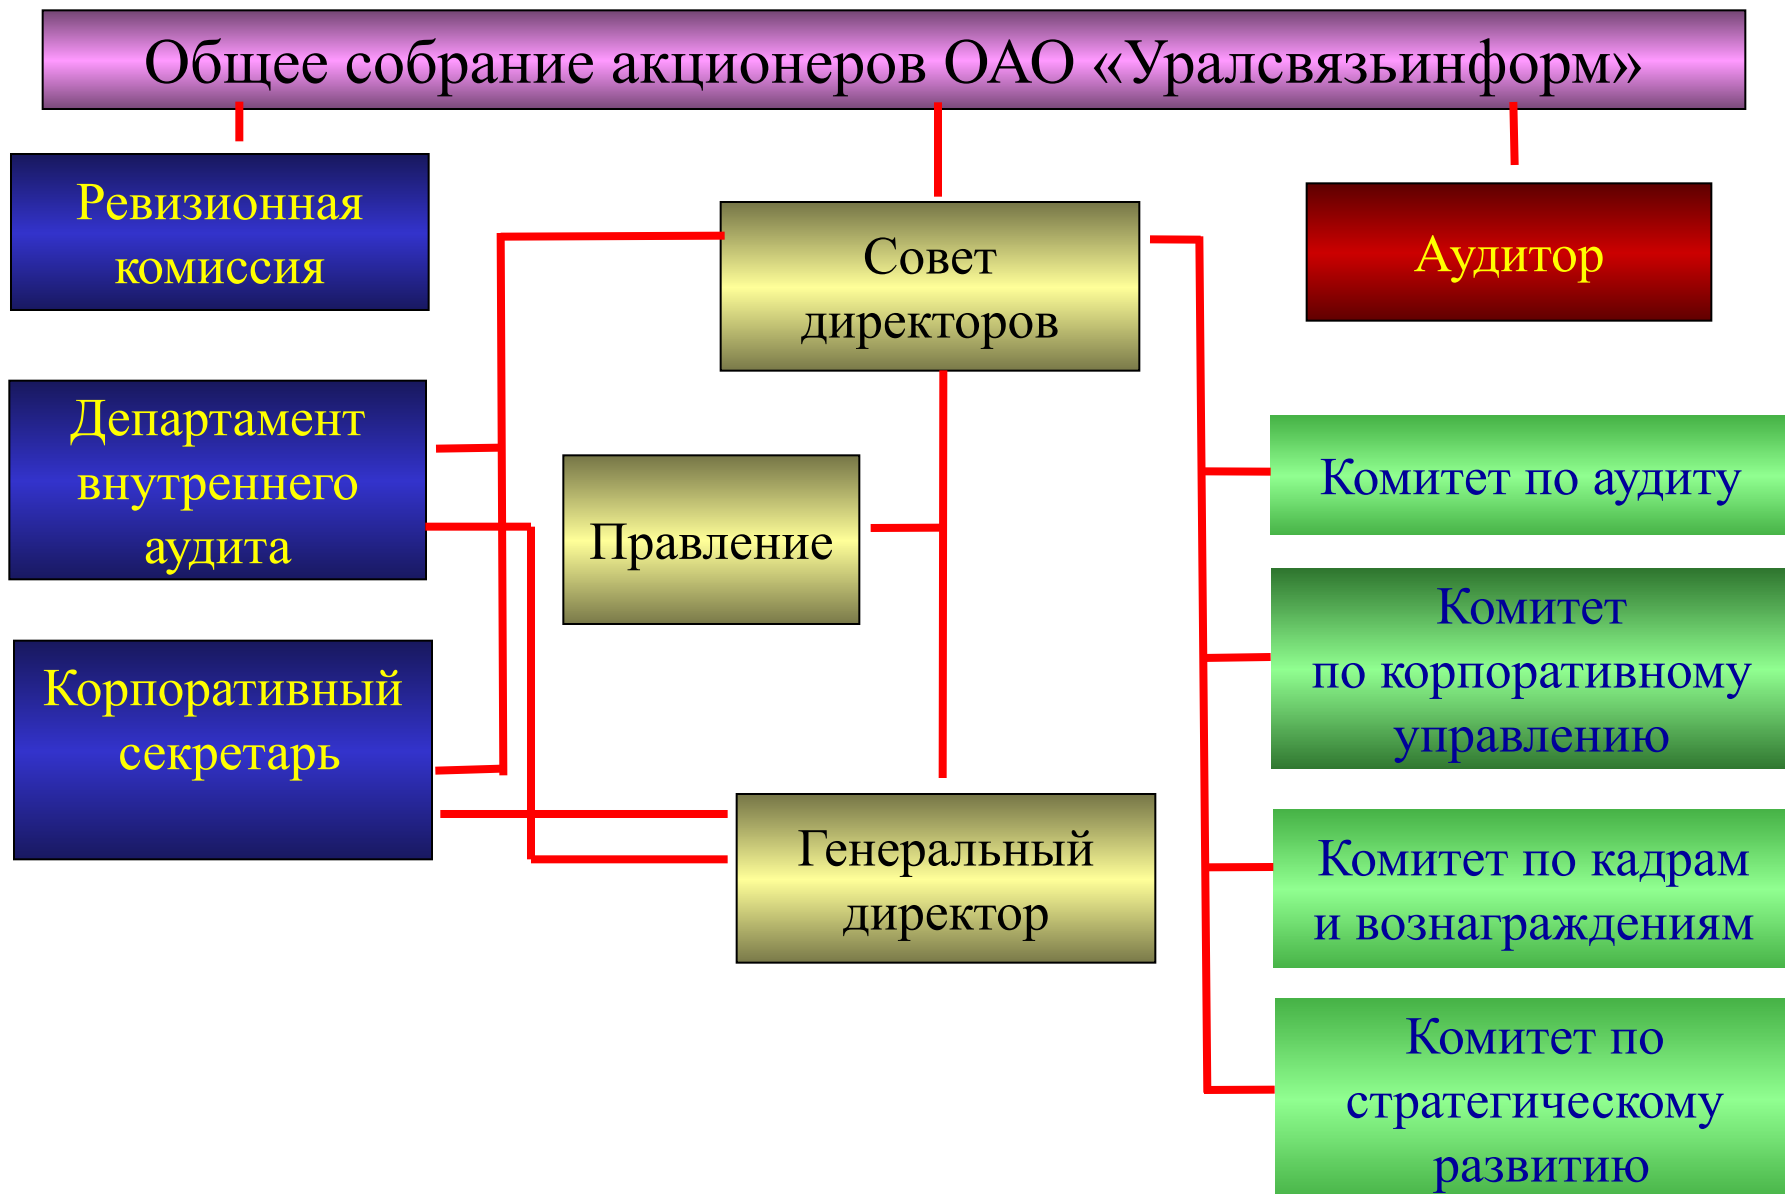 Общее собрание акционеров ОАО «Уралсвязьинформ»
Ревизионная
комиссия
Совет
директоров
Аудитор
Департамент
внутреннего
аудита
Правление
Комитет по аудиту
Комитет
по корпоративному
управлению
Корпоративный
секретарь
Генеральный
директор
Комитет по кадрам
и вознаграждениям
Комитет по
стратегическому
развитию